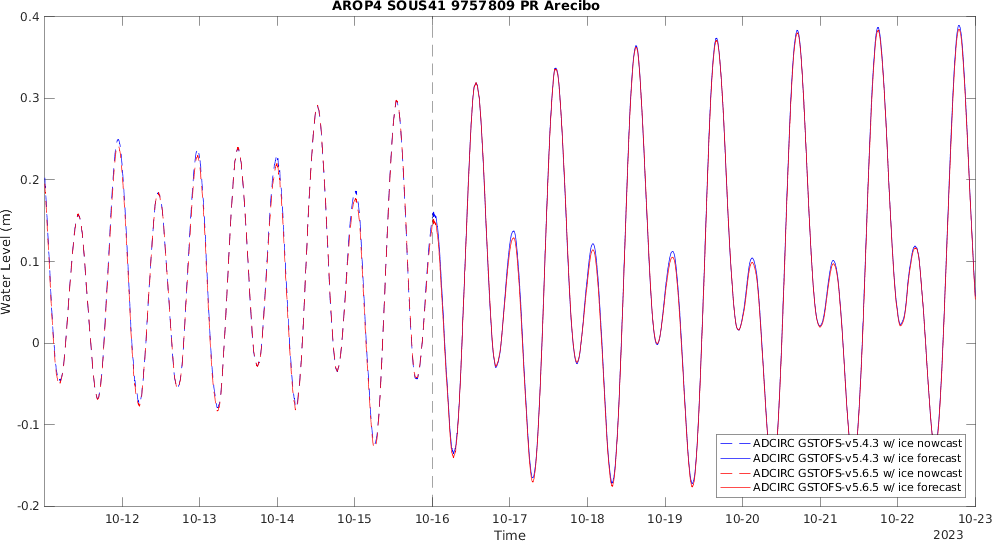 AROP4 SOUS41 9757809 PR Arecibo
0.4
0.3
0.2
0.1
0
-0.1
-0.2
Water Level (m)
ADCIRC GSTOFS-v5.4.3 w/ ice nowcast
ADCIRC GSTOFS-v5.4.3 w/ ice forecast
ADCIRC GSTOFS-v5.6.5 w/ ice nowcast
ADCIRC GSTOFS-v5.6.5 w/ ice forecast
10-12 10-13 10-14 10-15 10-16 10-17 10-18 10-19 10-20 10-21 10-22 10-23
Time
2023